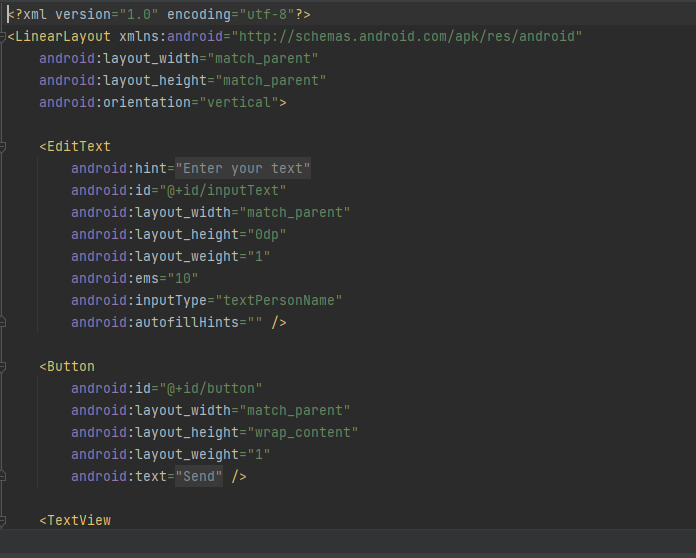 <?xml version="1.0" encoding="utf-8"?>
<LinearLayout xmlns:android="http://schemas.android.com/apk/res/android"
    android:layout_width="match_parent"
    android:layout_height="match_parent"
    android:orientation="vertical">

    <EditText
        android:hint="Enter your text"
        android:id="@+id/inputText"
        android:layout_width="match_parent"
        android:layout_height="0dp"
        android:layout_weight="1"
        android:ems="10"
        android:inputType="textPersonName"
        android:autofillHints="" />

    <Button
        android:id="@+id/button"
        android:layout_width="match_parent"
        android:layout_height="wrap_content"
        android:layout_weight="1"
        android:text="Send" />

    <TextView